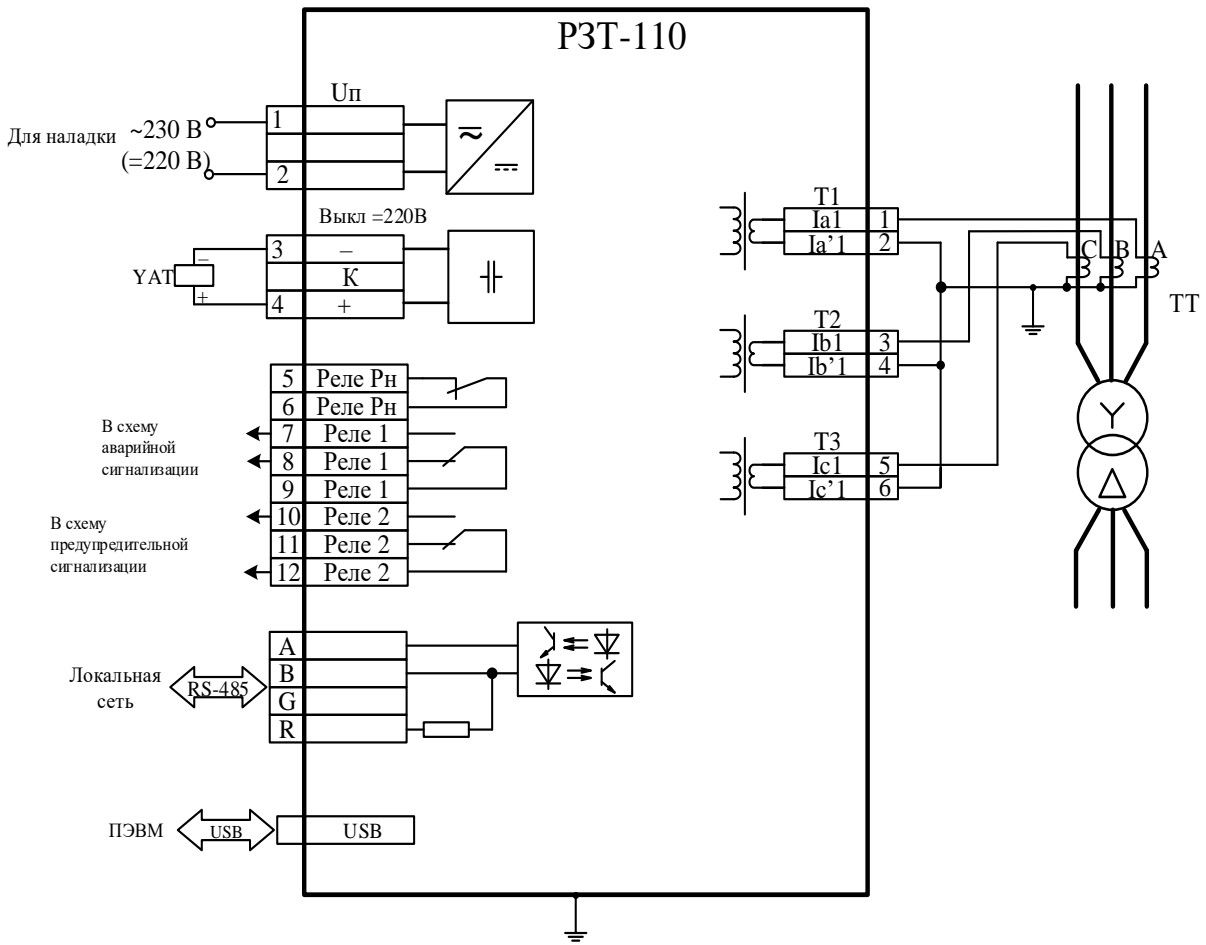 РЗТ-110
Uп
Для наладки ~230 В
(=220 В)
1
2
Выкл =220В
YAT
–
+
3 –
К
4 +
5 Реле Рн
6 Реле Рн
7 Реле 1
8 Реле 1
9 Реле 1
10 Реле 2
11 Реле 2
12 Реле 2
В схему
аварийной
сигнализации
В схему
предупредительной
сигнализации
A
B
G
R
Локальная
сеть
RS-485
ПЭВМ
USB
USB
T1
Ia1 1
Ia’1 2
T2
Ib1 3
Ib’1 4
T3
Ic1 5
Ic’1 6
C B A
ТТ